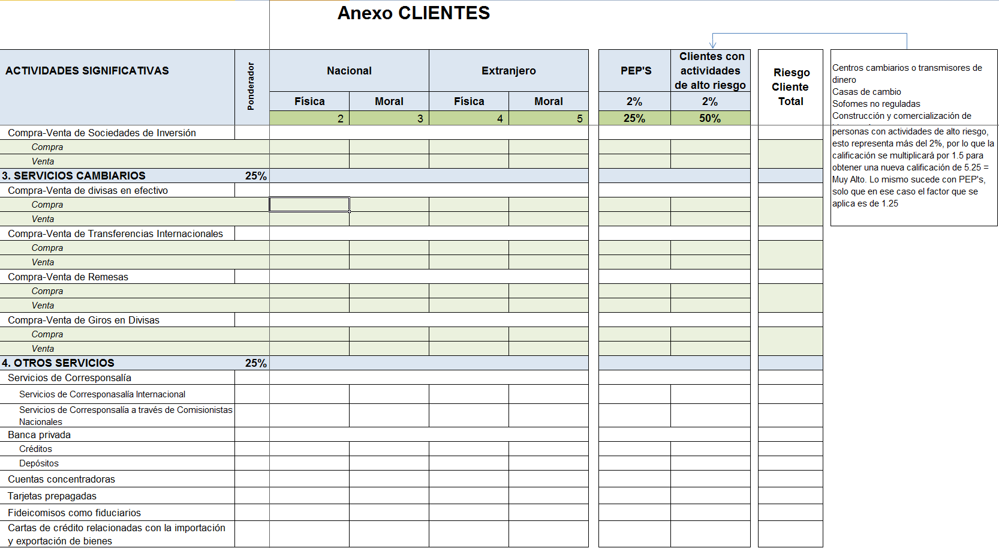 Anexo CLIENTES
ACTIVIDADES SIGNIFICATIVAS
Ponderador
Nacional
Extranjero
Física
Moral
Física
Moral
2
3
4
5
PEP'S
Clientes con
actividades
de alto riesgo
2%
2%
25%
50%
Riesgo
Cliente
Total
Centros cambiarios o transmisores de
dinero
Casas de cambio
Sofomes no reguladas
Construcción y comercialización de
personas con actividades de alto riesgo,
esto representa más del 2%, por lo que la
calificación se multiplicará por 1.5 para
obtener una nueva calificación de 5.25 =
Muy Alto. Lo mismo sucede con PEP's,
solo que en ese caso el factor que se
aplica es de 1.25
Compra-Venta de Sociedades de Inversión
Compra
Venta
3. SERVICIOS CAMBIARIOS 25%
Compra-Venta de divisas en efectivo
Compra
Venta
Compra-Venta de Transferencias Internacionales
Compra
Venta
Compra-Venta de Remesas
Compra
Venta
Compra-Venta de Giros en Divisas
Compra
Venta
4. OTROS SERVICIOS 25%
Servicios de Corresponsalía
Servicios de Corresponasalía Internacional
Servicios de Corresponsalía a través de Comisionistas
Nacionales
Banca privada
Créditos
Depósitos
Cuentas concentradoras
Tarjetas prepagadas
Fideicomisos como fiduciarios
Cartas de crédito relacionadas con la importación
y exportación de bienes